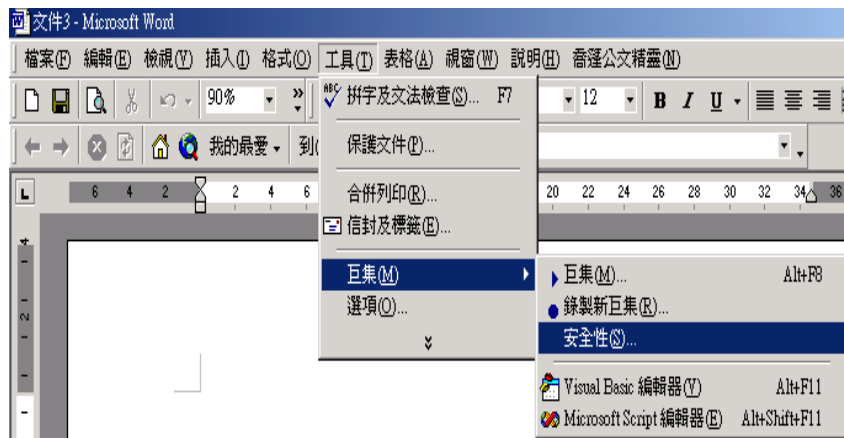 文件3 - Microsoft Word
檔案(F) 編輯(E) 檢視(V) 插入(I) 格式(O) 工具(T) 表格(A) 視窗(W) 說明(H) 喬蓬公文精靈(N)
90% 12 B I U
我的最愛 到(
拼字及文法檢查(S)... F7
保護文件(P)...
合併列印(R)...
信封及標籤(E)...
巨集(M)
選項(O)...
6 4 2 2 4 6 20 22 24 26 28 30 32 34 36
巨集(M)... Alt+F8
錄製新巨集(R)...
安全性(S)...
Visual Basic 編輯器(V) Alt+F11
Microsoft Script 編輯器(E) Alt+Shift+F11
4
2